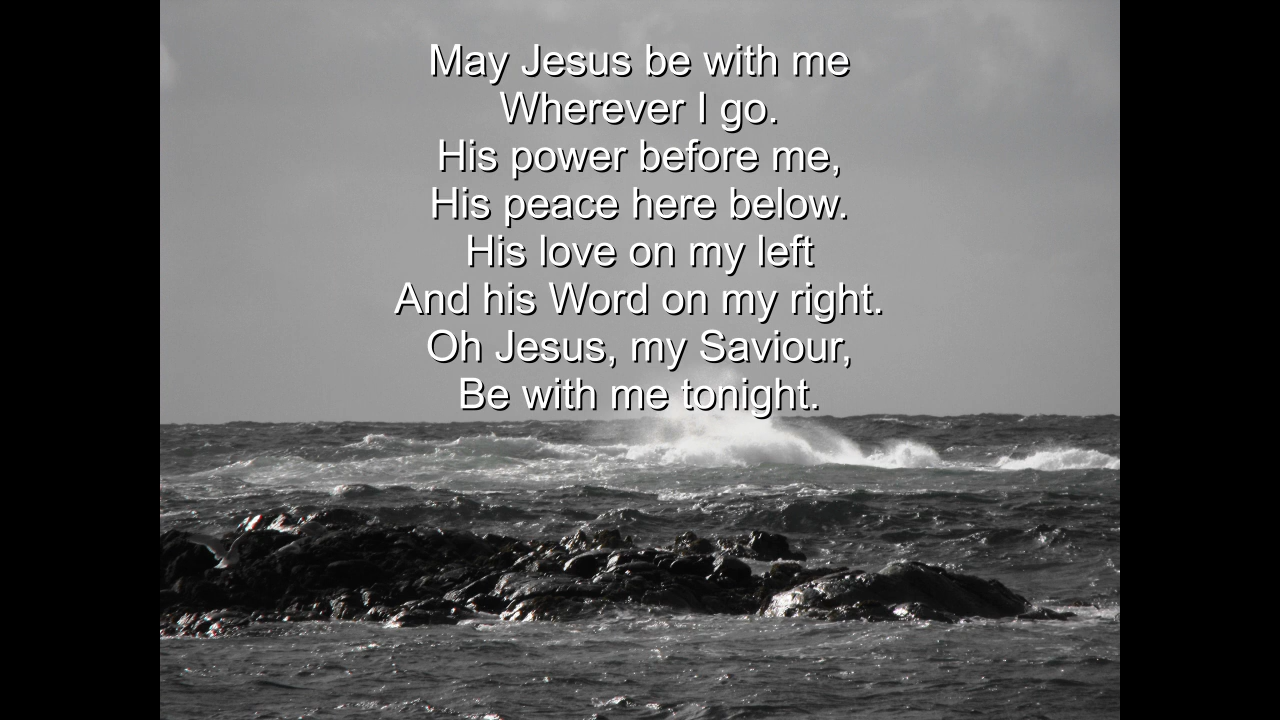 May Jesus be with me
Wherever I go.
His power before me,
His peace here below.
His love on my left
And his Word on my right.
Oh Jesus, my Saviour,
Be with me tonight.